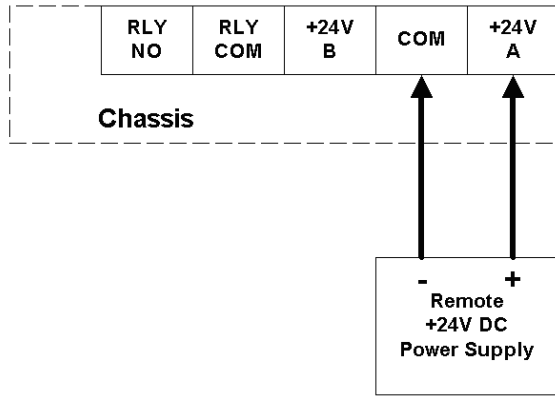 RLY NO
RLY COM
+24V B
COM
+24V A
Chassis
- +
Remote
+24V DC
Power Supply